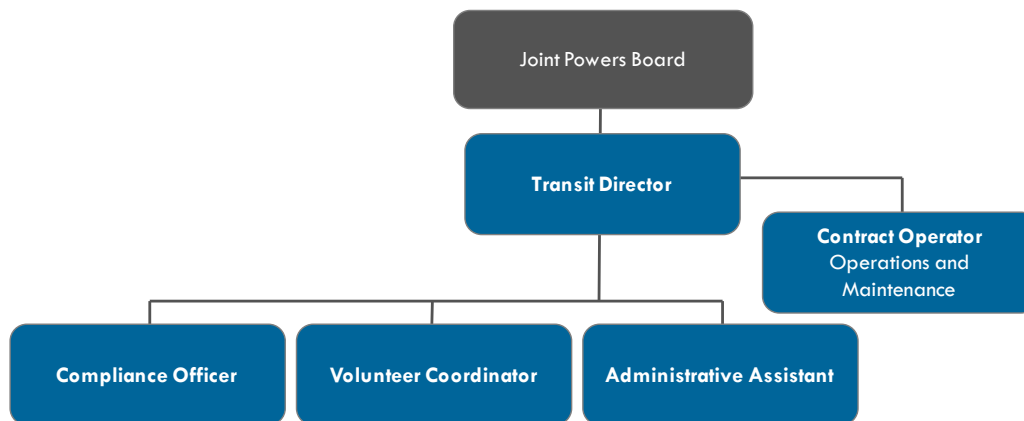 Joint Powers Board
Transit Director
Contract Operator
Operations and
Maintenance
Compliance Officer
Volunteer Coordinator
Administrative Assistant